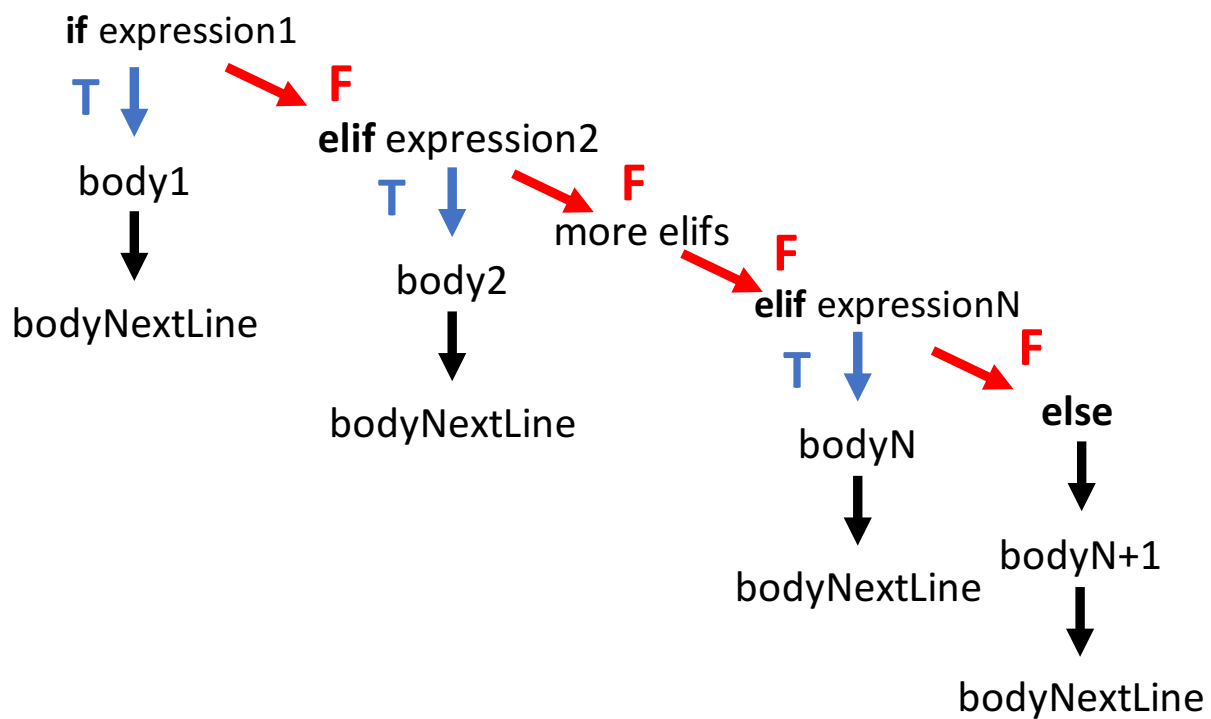 if expression1
T
F
elif expression2
body1
T
F
more elifs
bodyNextLine
body2
F
elif expressionN
bodyNextLine
T
F
else
bodyN
bodyN+1
bodyNextLine
bodyNextLine